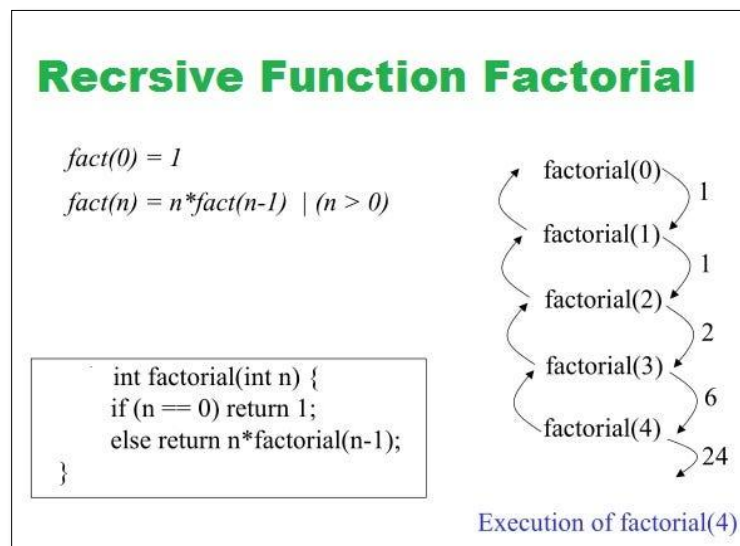 Recrsive Function Factorial
fact(0) = 1
fact(n) = n*fact(n-1) | (n > 0)
int factorial(int n) {
if (n == 0) return 1;
else return n*factorial(n-1);
}
factorial(0)
1
factorial(1)
1
factorial(2)
2
factorial(3)
6
factorial(4)
24
Execution of factorial(4)